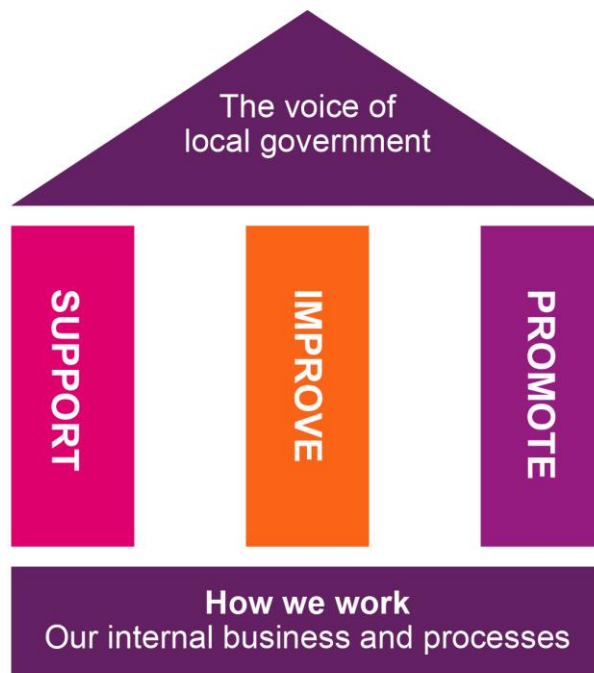 The voice of
local government
SUPPORT
IMPROVE
PROMOTE
How we work
Our internal business and processes